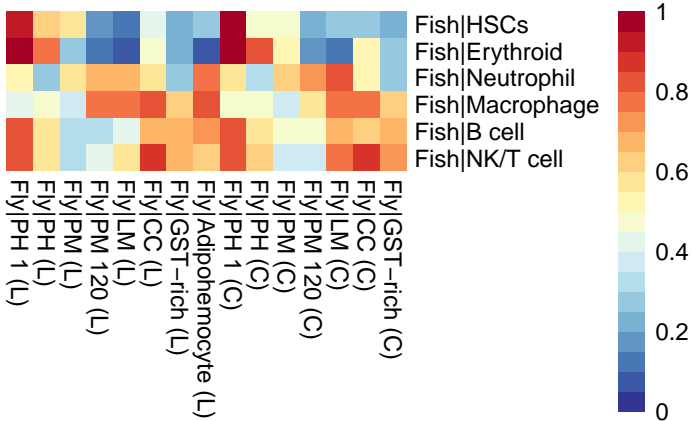 Fish|HSCs
Fish|Erythroid
Fish|Neutrophil
Fish|Macrophage
Fish|B cell
Fish|NK/T cell
Fly|PH 1 (L)
Fly|PH (L)
Fly|PM (L)
Fly|PM 120 (L)
Fly|LM (L)
Fly|CC (L)
Fly|GST−rich (L)
Fly|Adipohemocyte (L)
Fly|PH 1 (C)
Fly|PH (C)
Fly|PM (C)
Fly|PM 120 (C)
Fly|LM (C)
Fly|CC (C)
Fly|GST−rich (C)
1
0.8
0.6
0.4
0.2
0